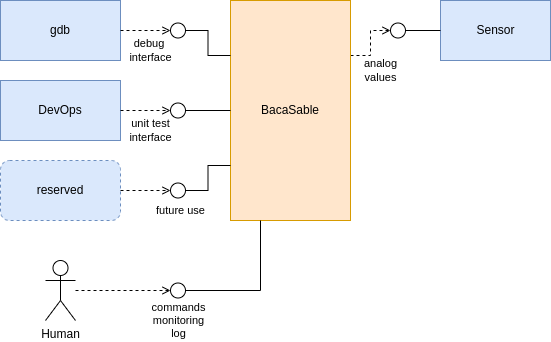 gdb
debug
interface
BacaSable
analog
values
Sensor
DevOps
unit test
interface
reserved
future use
Human
commands
monitoring
log